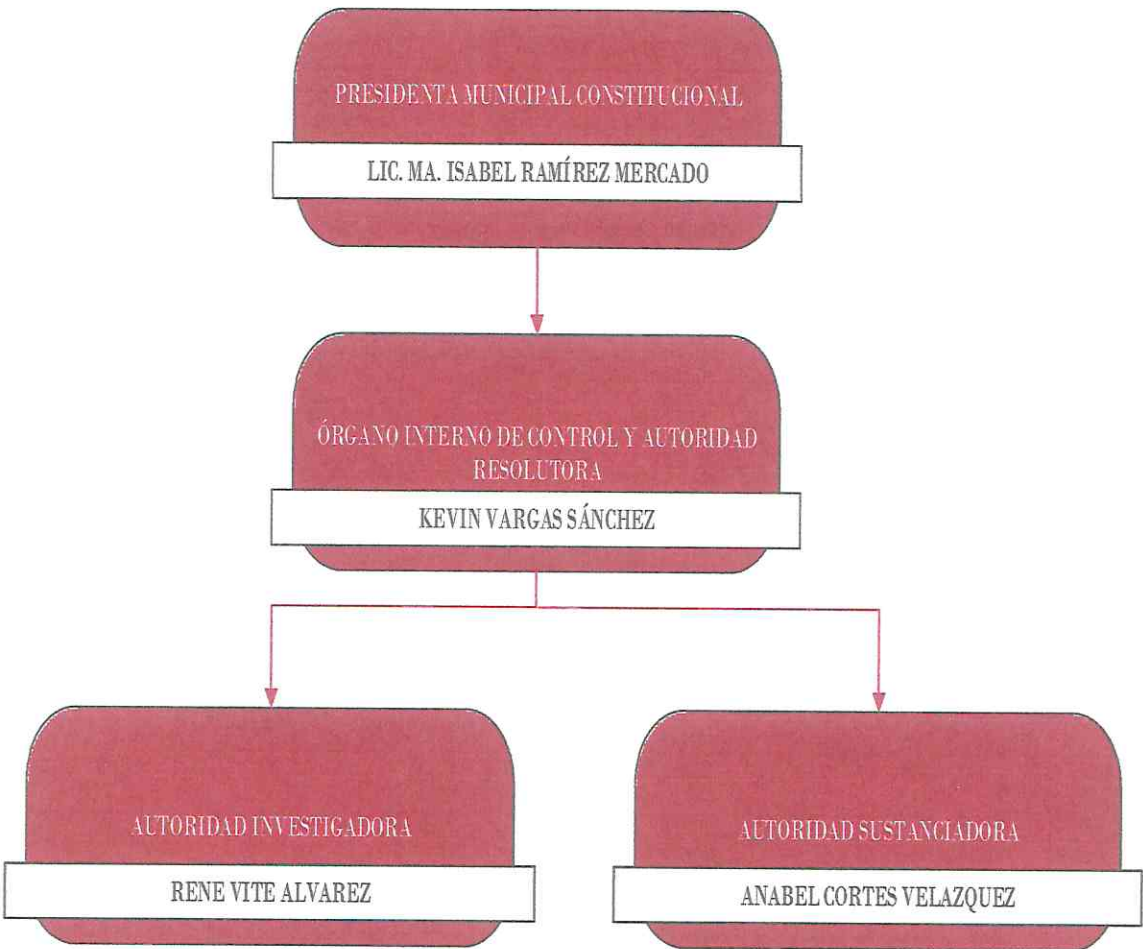 PRESIDENTA MUNICIPAL CONSTITUCIONAL
LIC. MA. ISABEL RAMÍREZ MERCADO
ÓRGANO INTERNO DE CONTROL Y AUTORIDAD
RESOLUTORA
KEVIN VARGAS SÁNCHEZ
AUTORIDAD INVESTIGADORA
RENE VITE ALVAREZ
AUTORIDAD SUSTANCIADORA
ANABEL CORTES VELAZQUEZ